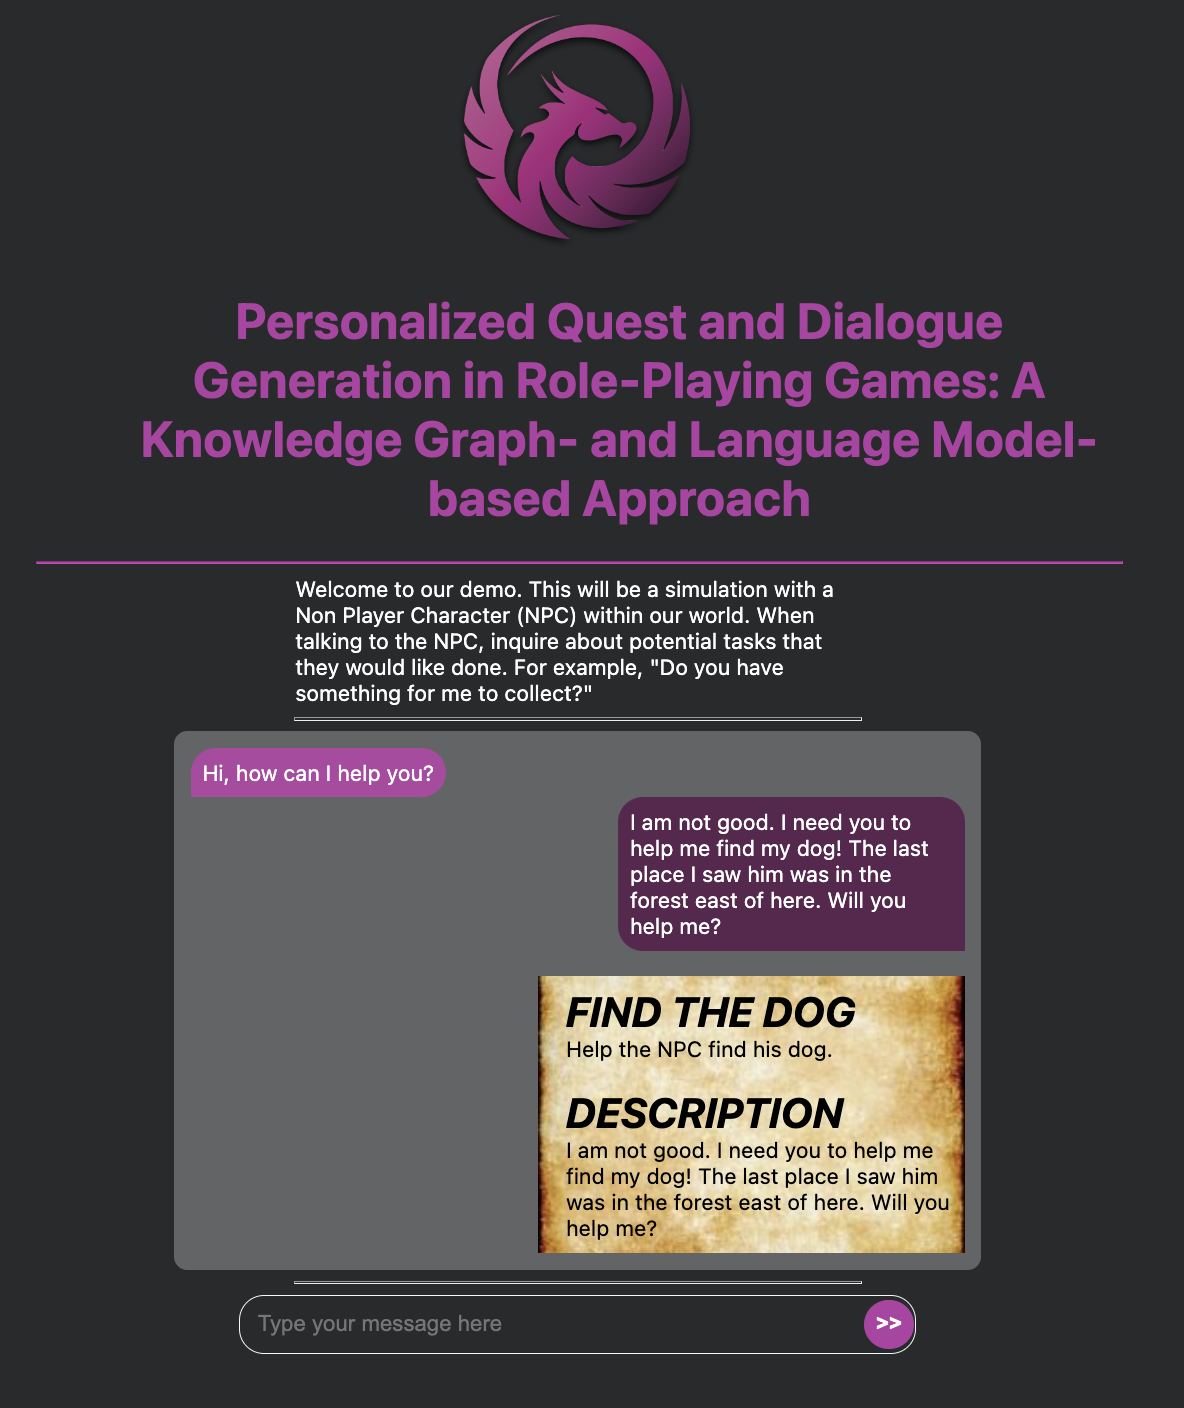 Personalized Quest and Dialogue
Generation in Role-Playing Games: A
Knowledge Graph- and Language Model-
based Approach
Welcome to our demo. This will be a simulation with a
Non Player Character (NPC) within our world. When
talking to the NPC, inquire about potential tasks that
they would like done. For example, "Do you have
something for me to collect?"
Hi, how can I help you?
I am not good. I need you to
help me find my dog! The last
place I saw him was in the
forest east of here. Will you
help me?
FIND THE DOG
Help the NPC find his dog.
DESCRIPTION
I am not good. I need you to help me
find my dog! The last place I saw him
was in the forest east of here. Will you
help me?
Type your message here
>>